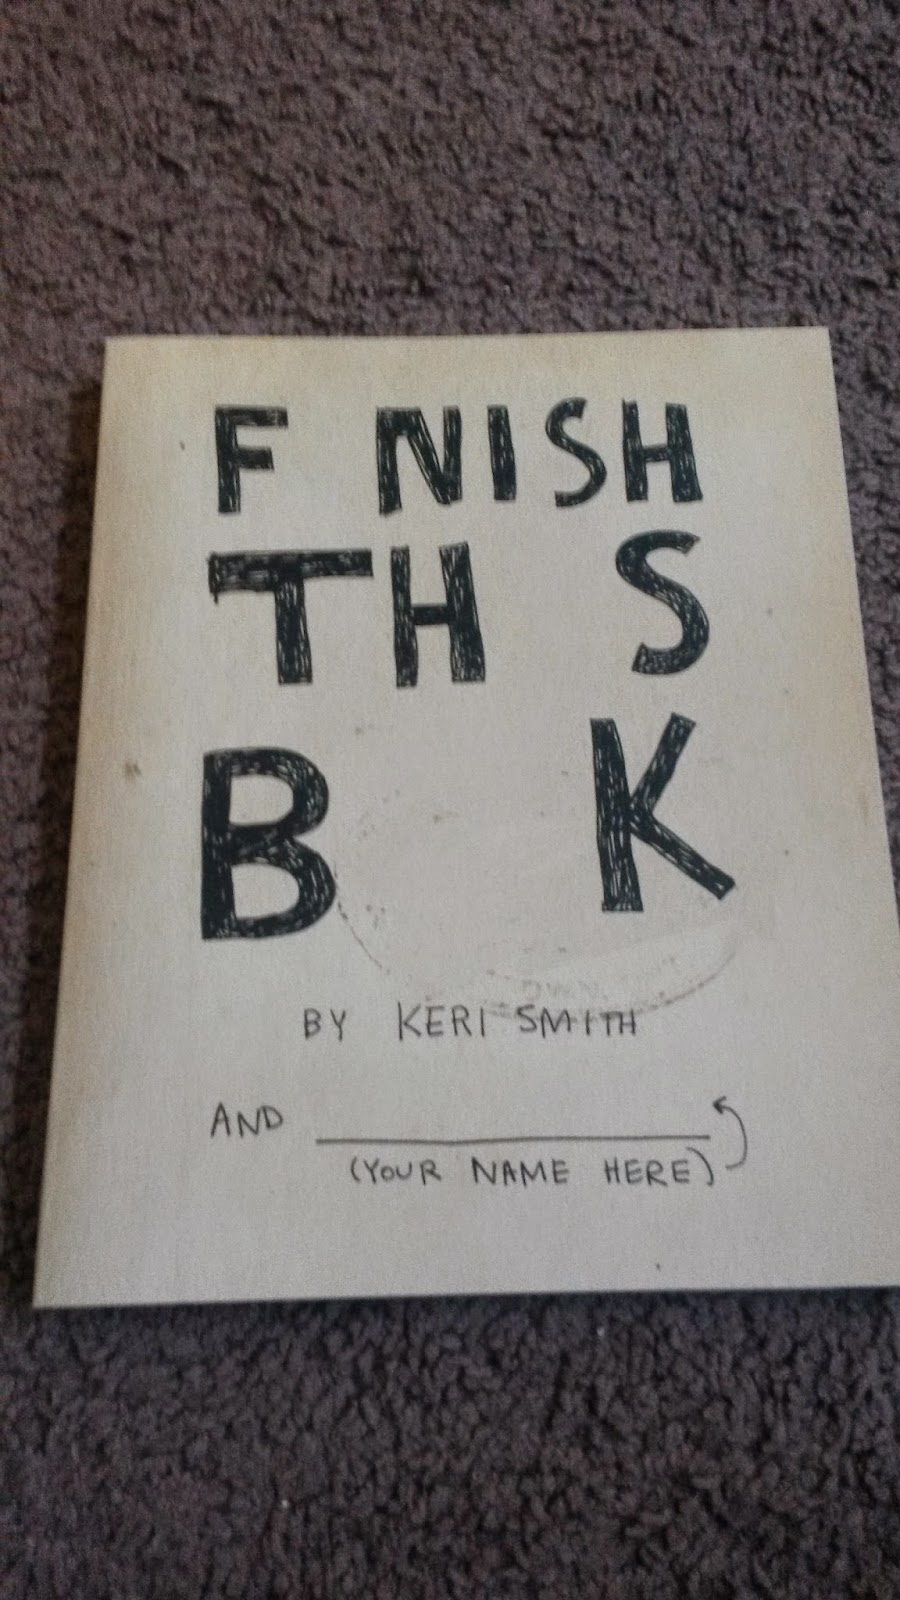 F NISH
TH S
B K
BY KERI SMITH
AND
(YOUR NAME HERE)